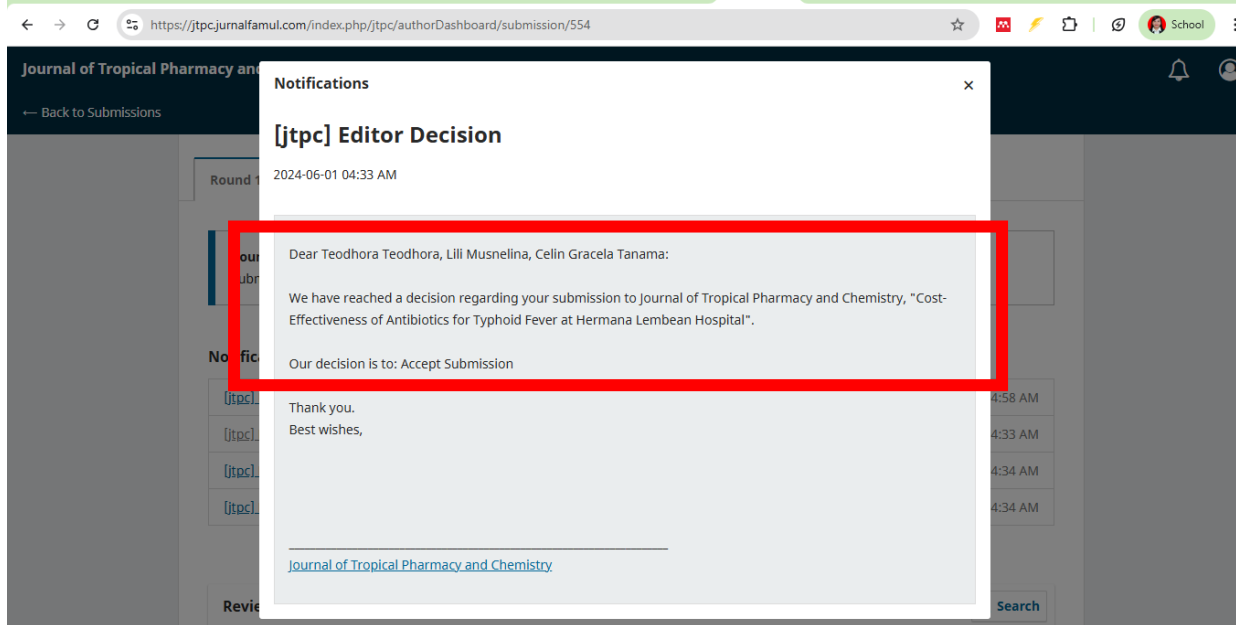 https://jtpc.jurnalfamul.com/index.php/jtpc/authorDashboard/submission/554
School
Journal of Tropical Pharmacy and
← Back to Submissions
Notifications
×
[jtpc] Editor Decision
2024-06-01 04:33 AM
Round 1
Dear Teodhora Teodhora, Lili Musnelina, Celin Gracela Tanama:
We have reached a decision regarding your submission to Journal of Tropical Pharmacy and Chemistry, "Cost-
Effectiveness of Antibiotics for Typhoid Fever at Hermana Lembean Hospital".
Our decision is to: Accept Submission
Thank you.
Best wishes,
Journal of Tropical Pharmacy and Chemistry
[jtpc]
4:58 AM
[jtpc]
4:33 AM
[jtpc]
4:34 AM
[jtpc]
4:34 AM
Revie
Search